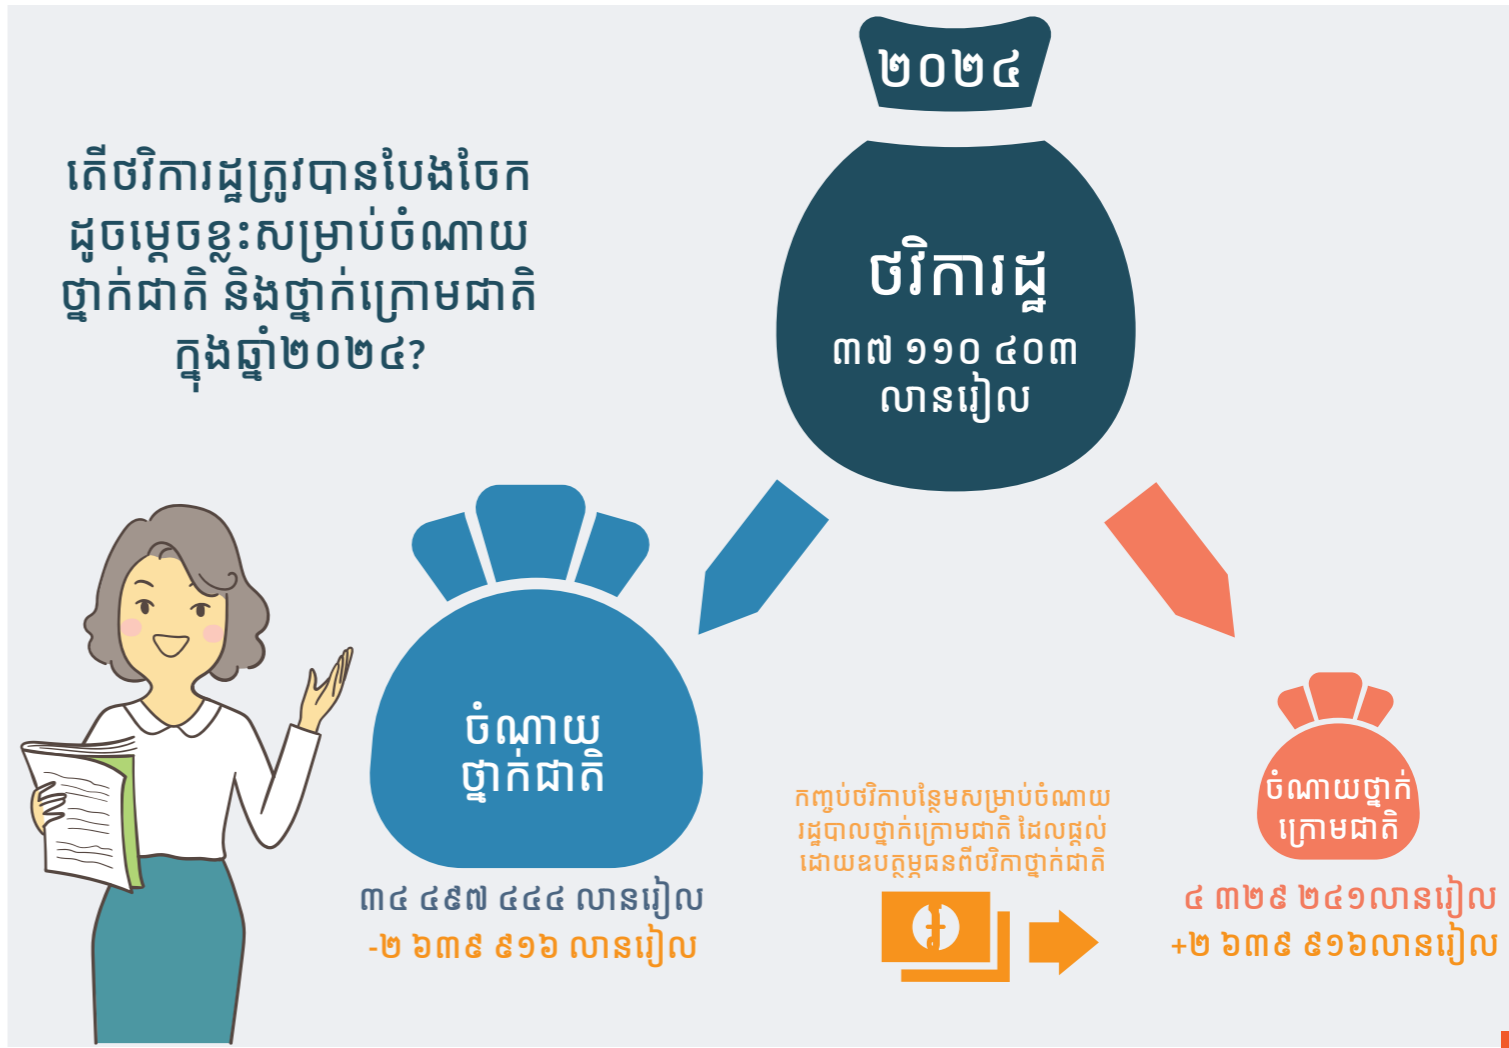 ២០២៤
តើថវិការដ្ឋត្រូវបានបែងចែក
ដូចម្តេចខ្លះសម្រាប់ចំណាយ
ថ្នាក់ជាតិ និងថ្នាក់ក្រោមជាតិ
ក្នុងឆ្នាំ២០២៤?
ថវិការដ្ឋ
៣៧ ១១០ ៤០៣
លានរៀល
ចំណាយ
ថ្នាក់ជាតិ
៣៤ ៤៩៧ ៤៤៤ លានរៀល
-២ ៦៣៩ ៩១៦ លានរៀល
កញ្ចប់ថវិកាបន្ថែមសម្រាប់ចំណាយ
រដ្ឋបាលថ្នាក់ក្រោមជាតិ ដែលផ្តល់
ដោយឧបត្ថម្ភធនពីថវិកាថ្នាក់ជាតិ
ចំណាយថ្នាក់
ក្រោមជាតិ
៤ ៣២៩ ២៤១លានរៀល
+២ ៦៣៩ ៩១៦លានរៀល